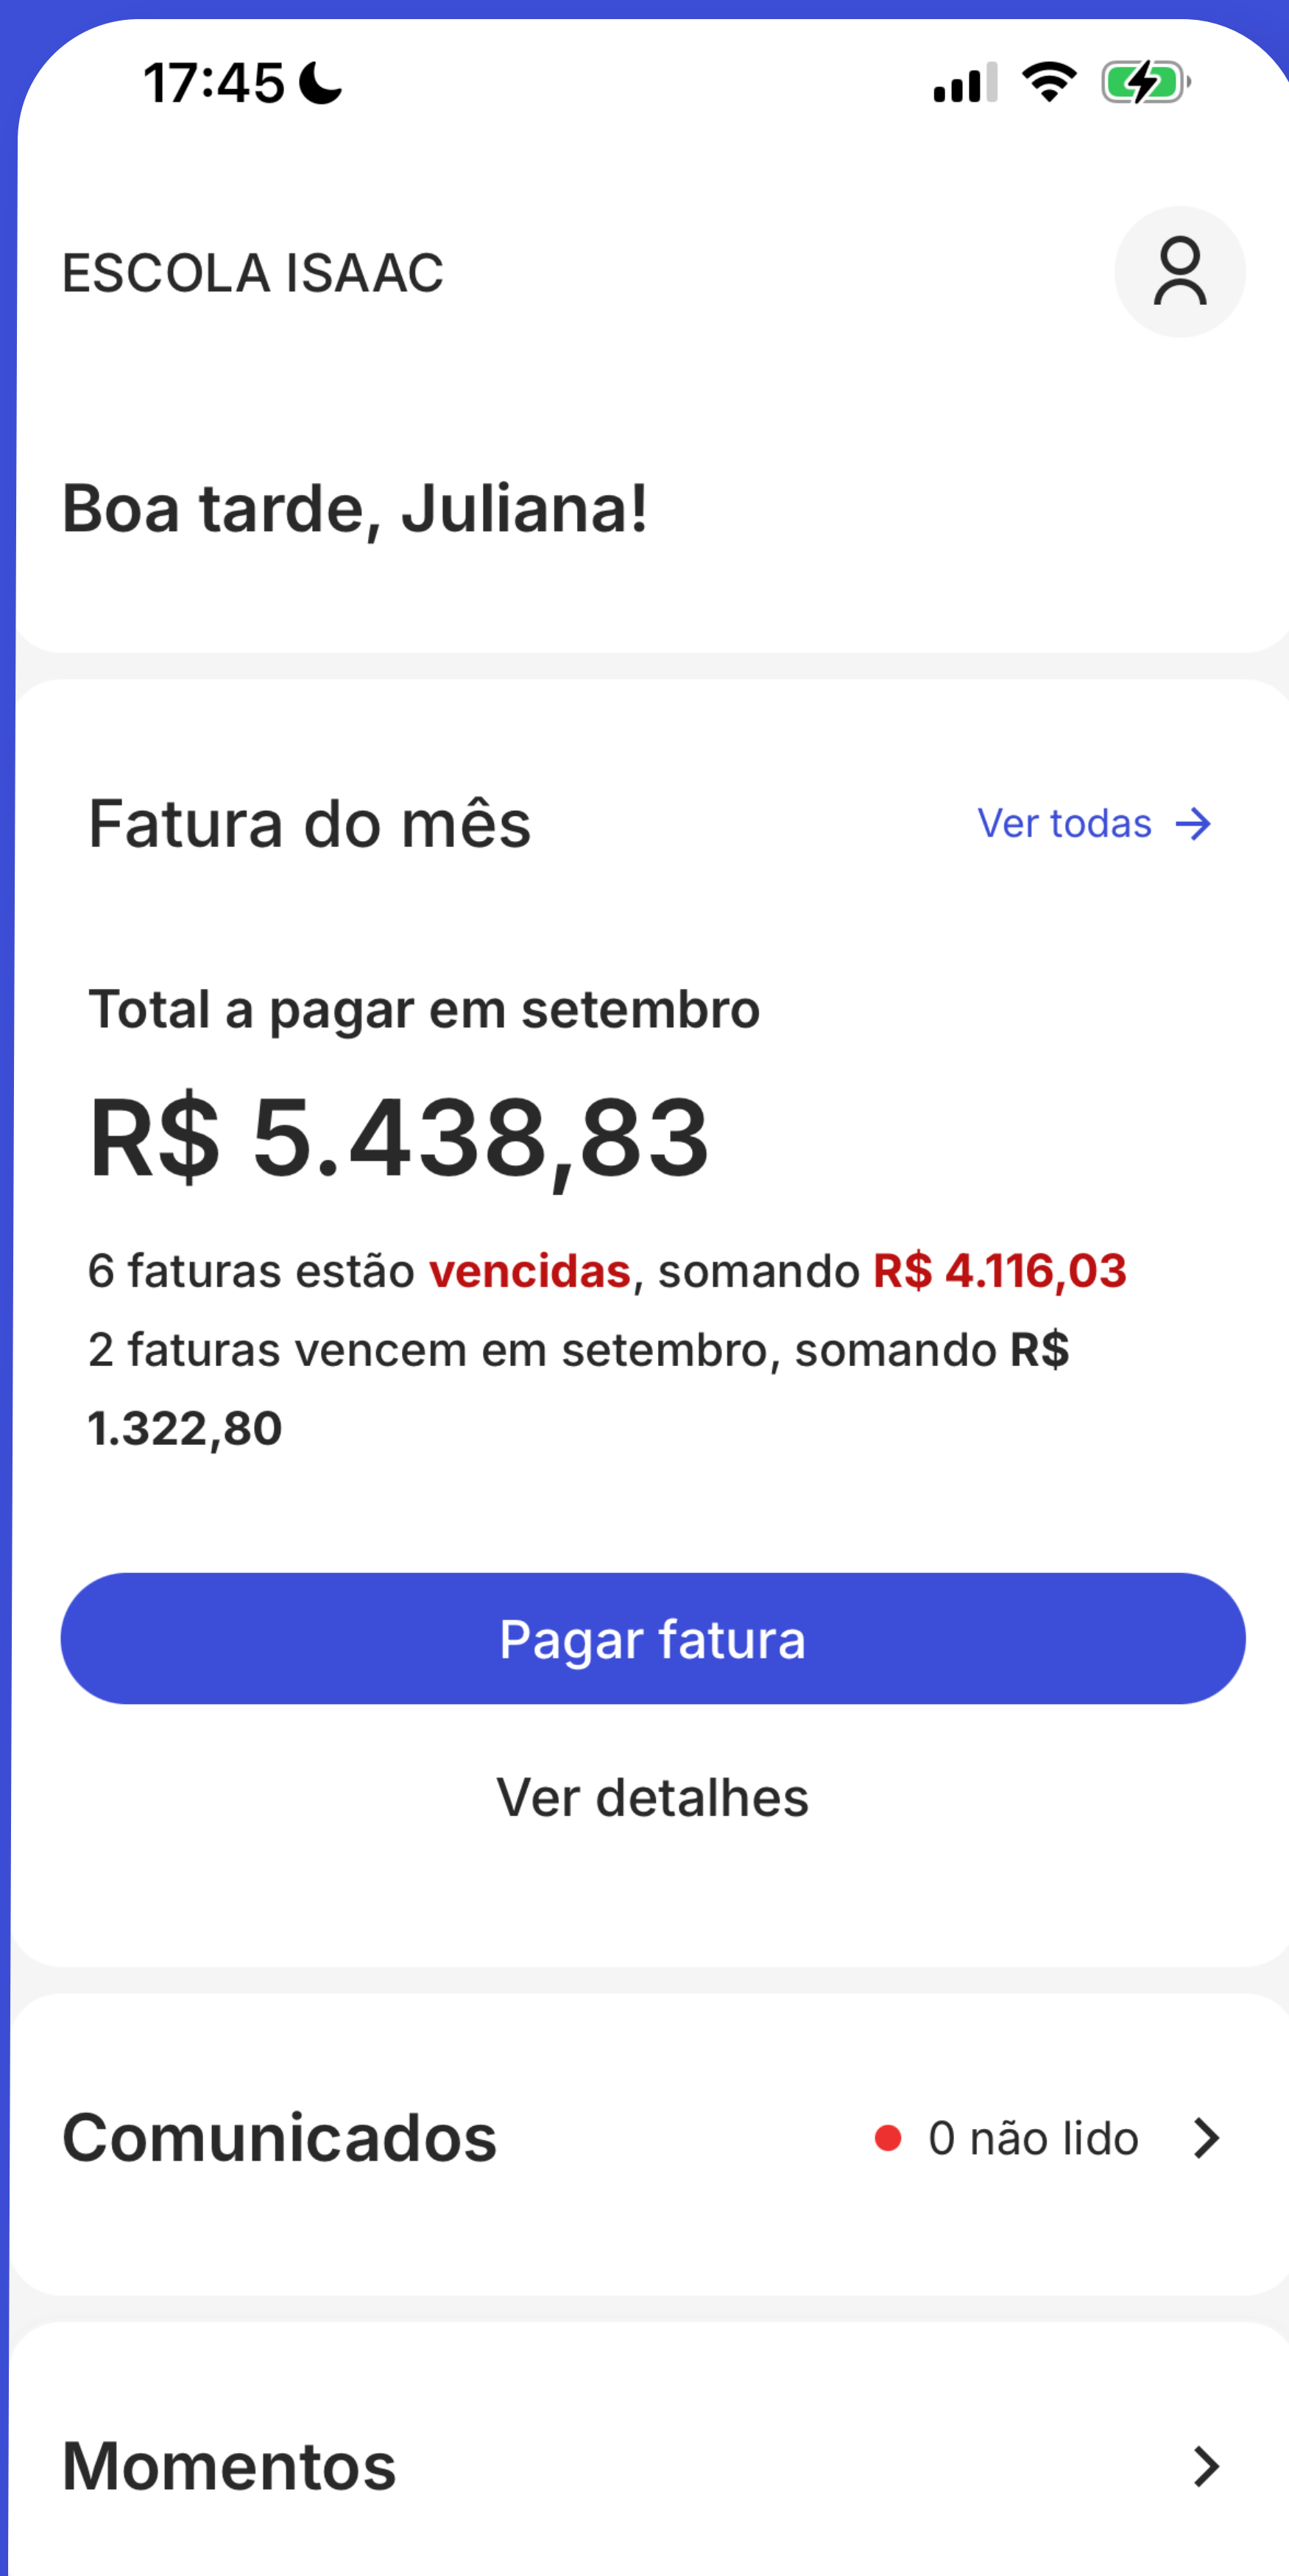 17:45
ESCOLA ISAAC
Boa tarde, Juliana!
Fatura do mês
Ver todas →
Total a pagar em setembro
R$ 5.438,83
6 faturas estão vencidas, somando R$ 4.116,03
2 faturas vencem em setembro, somando R$
1.322,80
Pagar fatura
Ver detalhes
Comunicados
0 não lido
Momentos